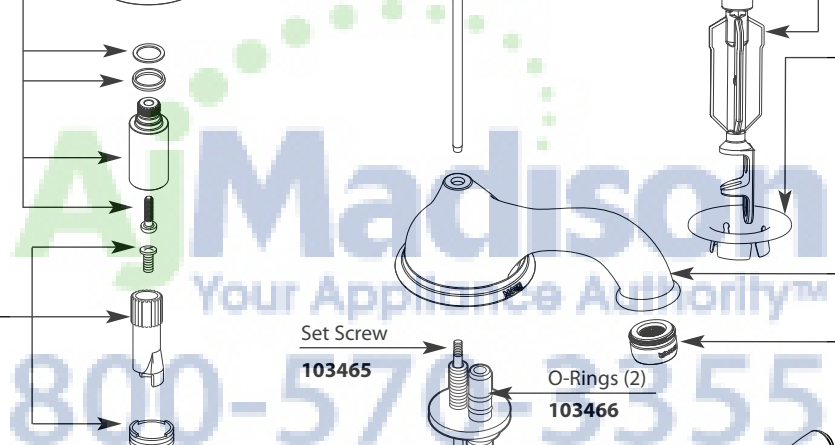 AjMadison
Your Appliance Authority™
Set Screw
103465
O-Rings (2)
103466
800-570-3355